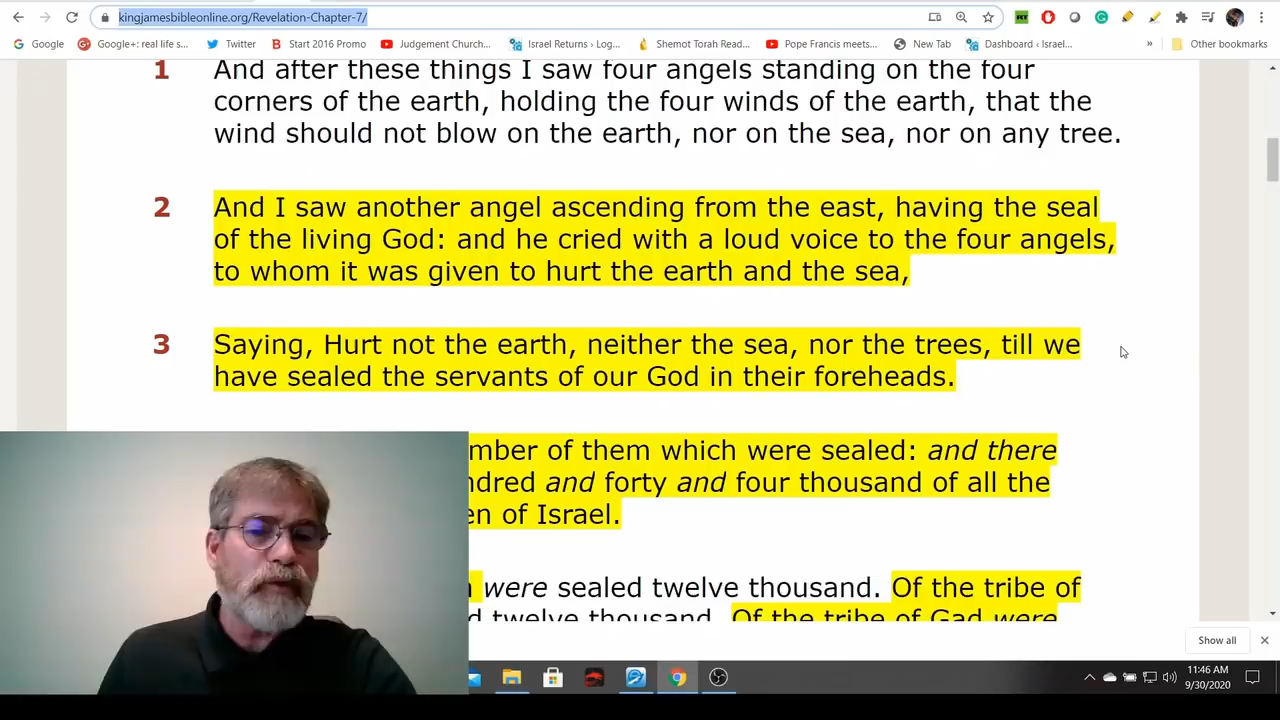 kingjamesbibleonline.org/Revelation-Chapter-7/
Google
Google+: real life s...
Twitter
Start 2016 Promo
Judgement Church...
Israel Returns › Log...
Shemot Torah Read...
Pope Francis meets...
New Tab
Dashboard ‹ Israel...
»
Other bookmarks
1 And after these things I saw four angels standing on the four
corners of the earth, holding the four winds of the earth, that the
wind should not blow on the earth, nor on the sea, nor on any tree.
2 And I saw another angel ascending from the east, having the seal
of the living God: and he cried with a loud voice to the four angels,
to whom it was given to hurt the earth and the sea,
3 Saying, Hurt not the earth, neither the sea, nor the trees, till we
have sealed the servants of our God in their foreheads.
mber of them which were sealed: and there
ndred and forty and four thousand of all the
en of Israel.
were sealed twelve thousand. Of the tribe of
d twelve thousand. Of the tribe of Gad were
Show all
11:46 AM
9/30/2020